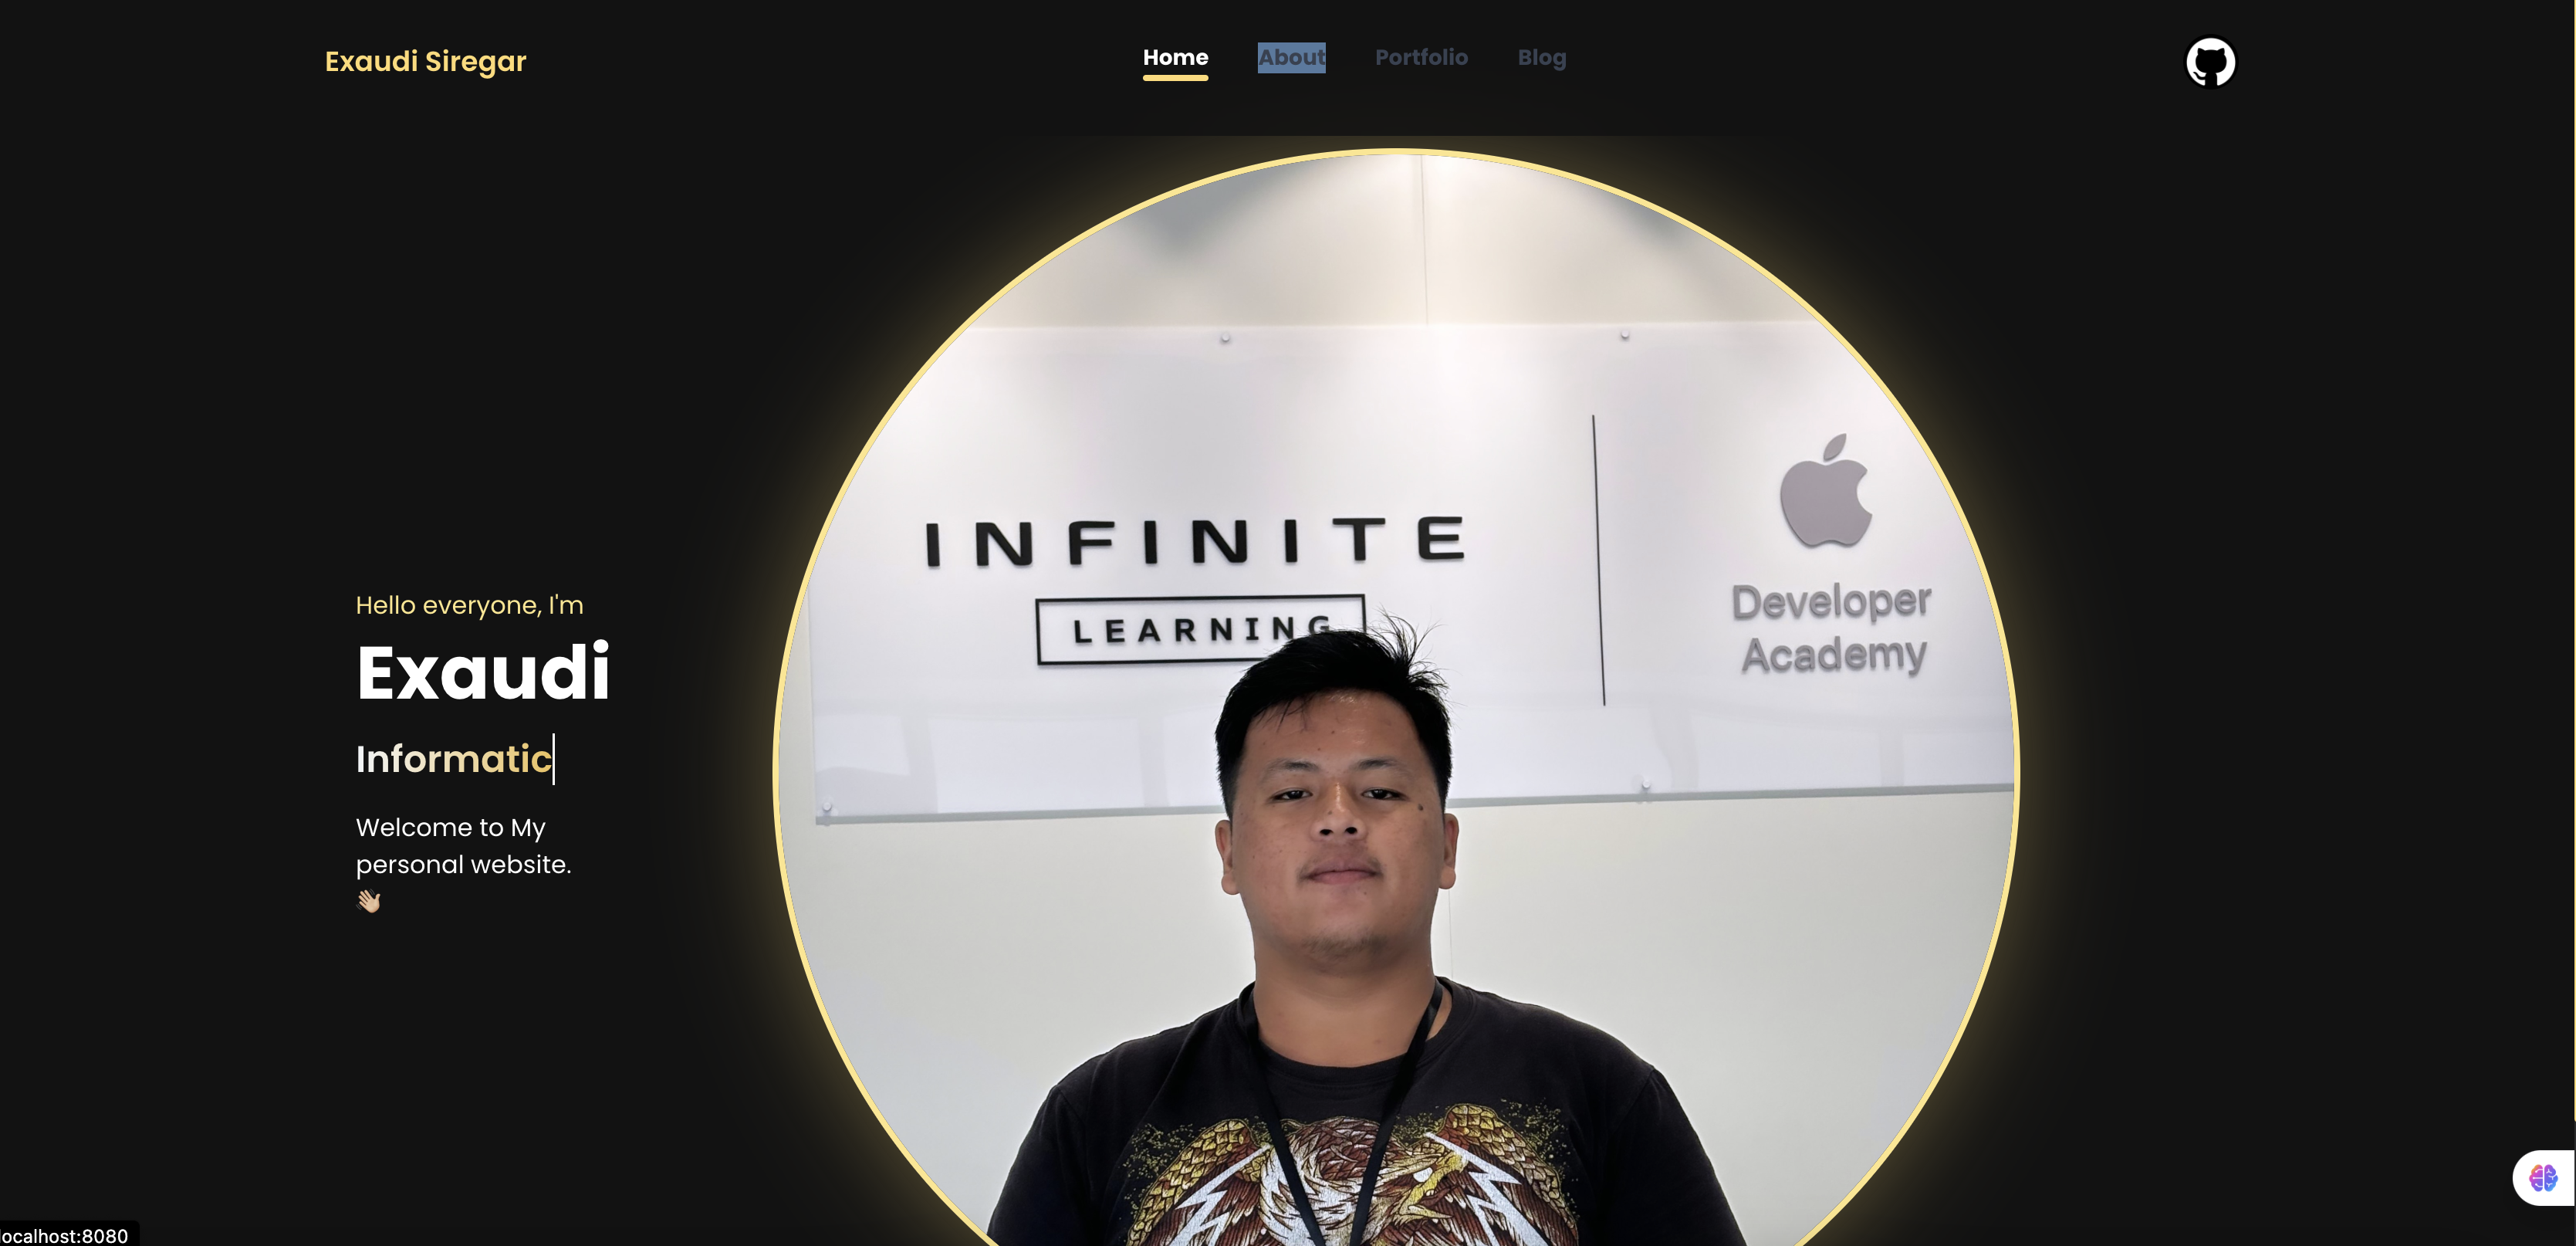 Exaudi Siregar
Home About Portfolio Blog
INFINITE
LEARNING
Developer
Academy
Hello everyone, I'm
Exaudi
Informatic
Welcome to My
personal website.
👋🏼
localhost:8080